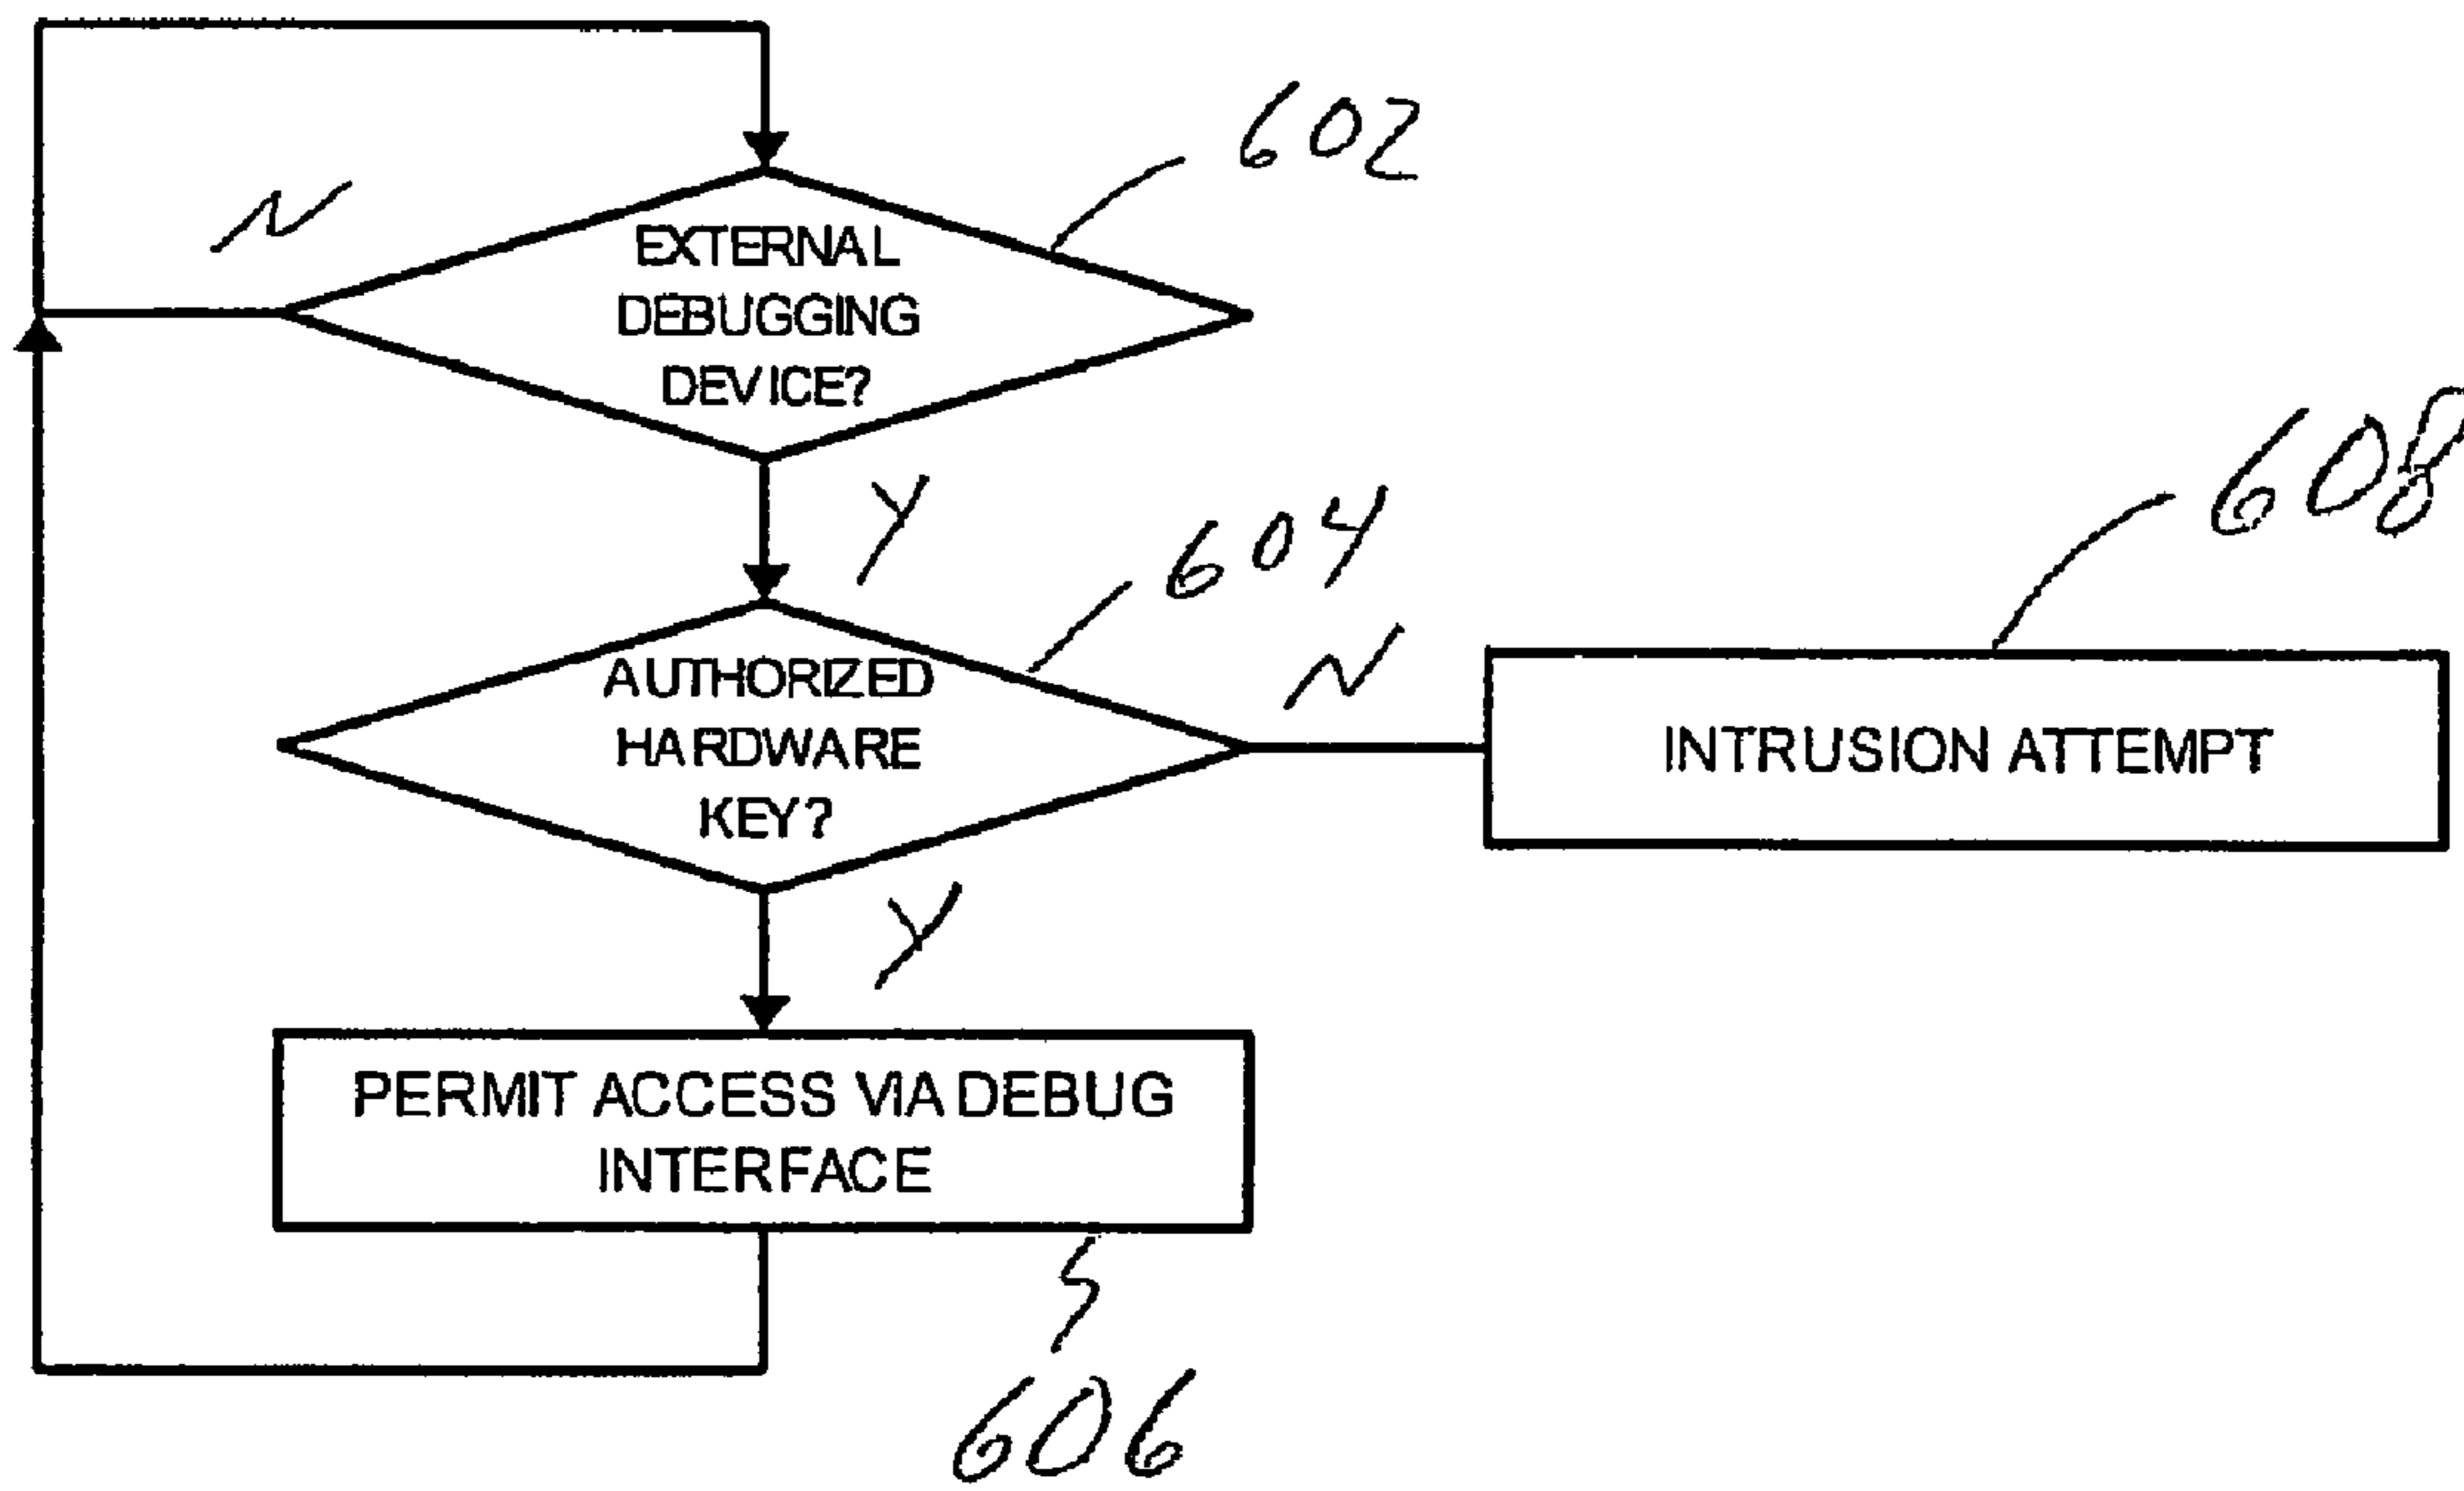 602
N
EXTERNAL
DEBUGGING
DEVICE?
608
Y
604
N
AUTHORIZED
HARDWARE
KEY?
INTRUSION ATTEMPT
Y
PERMIT ACCESS VIA DEBUG
INTERFACE
606